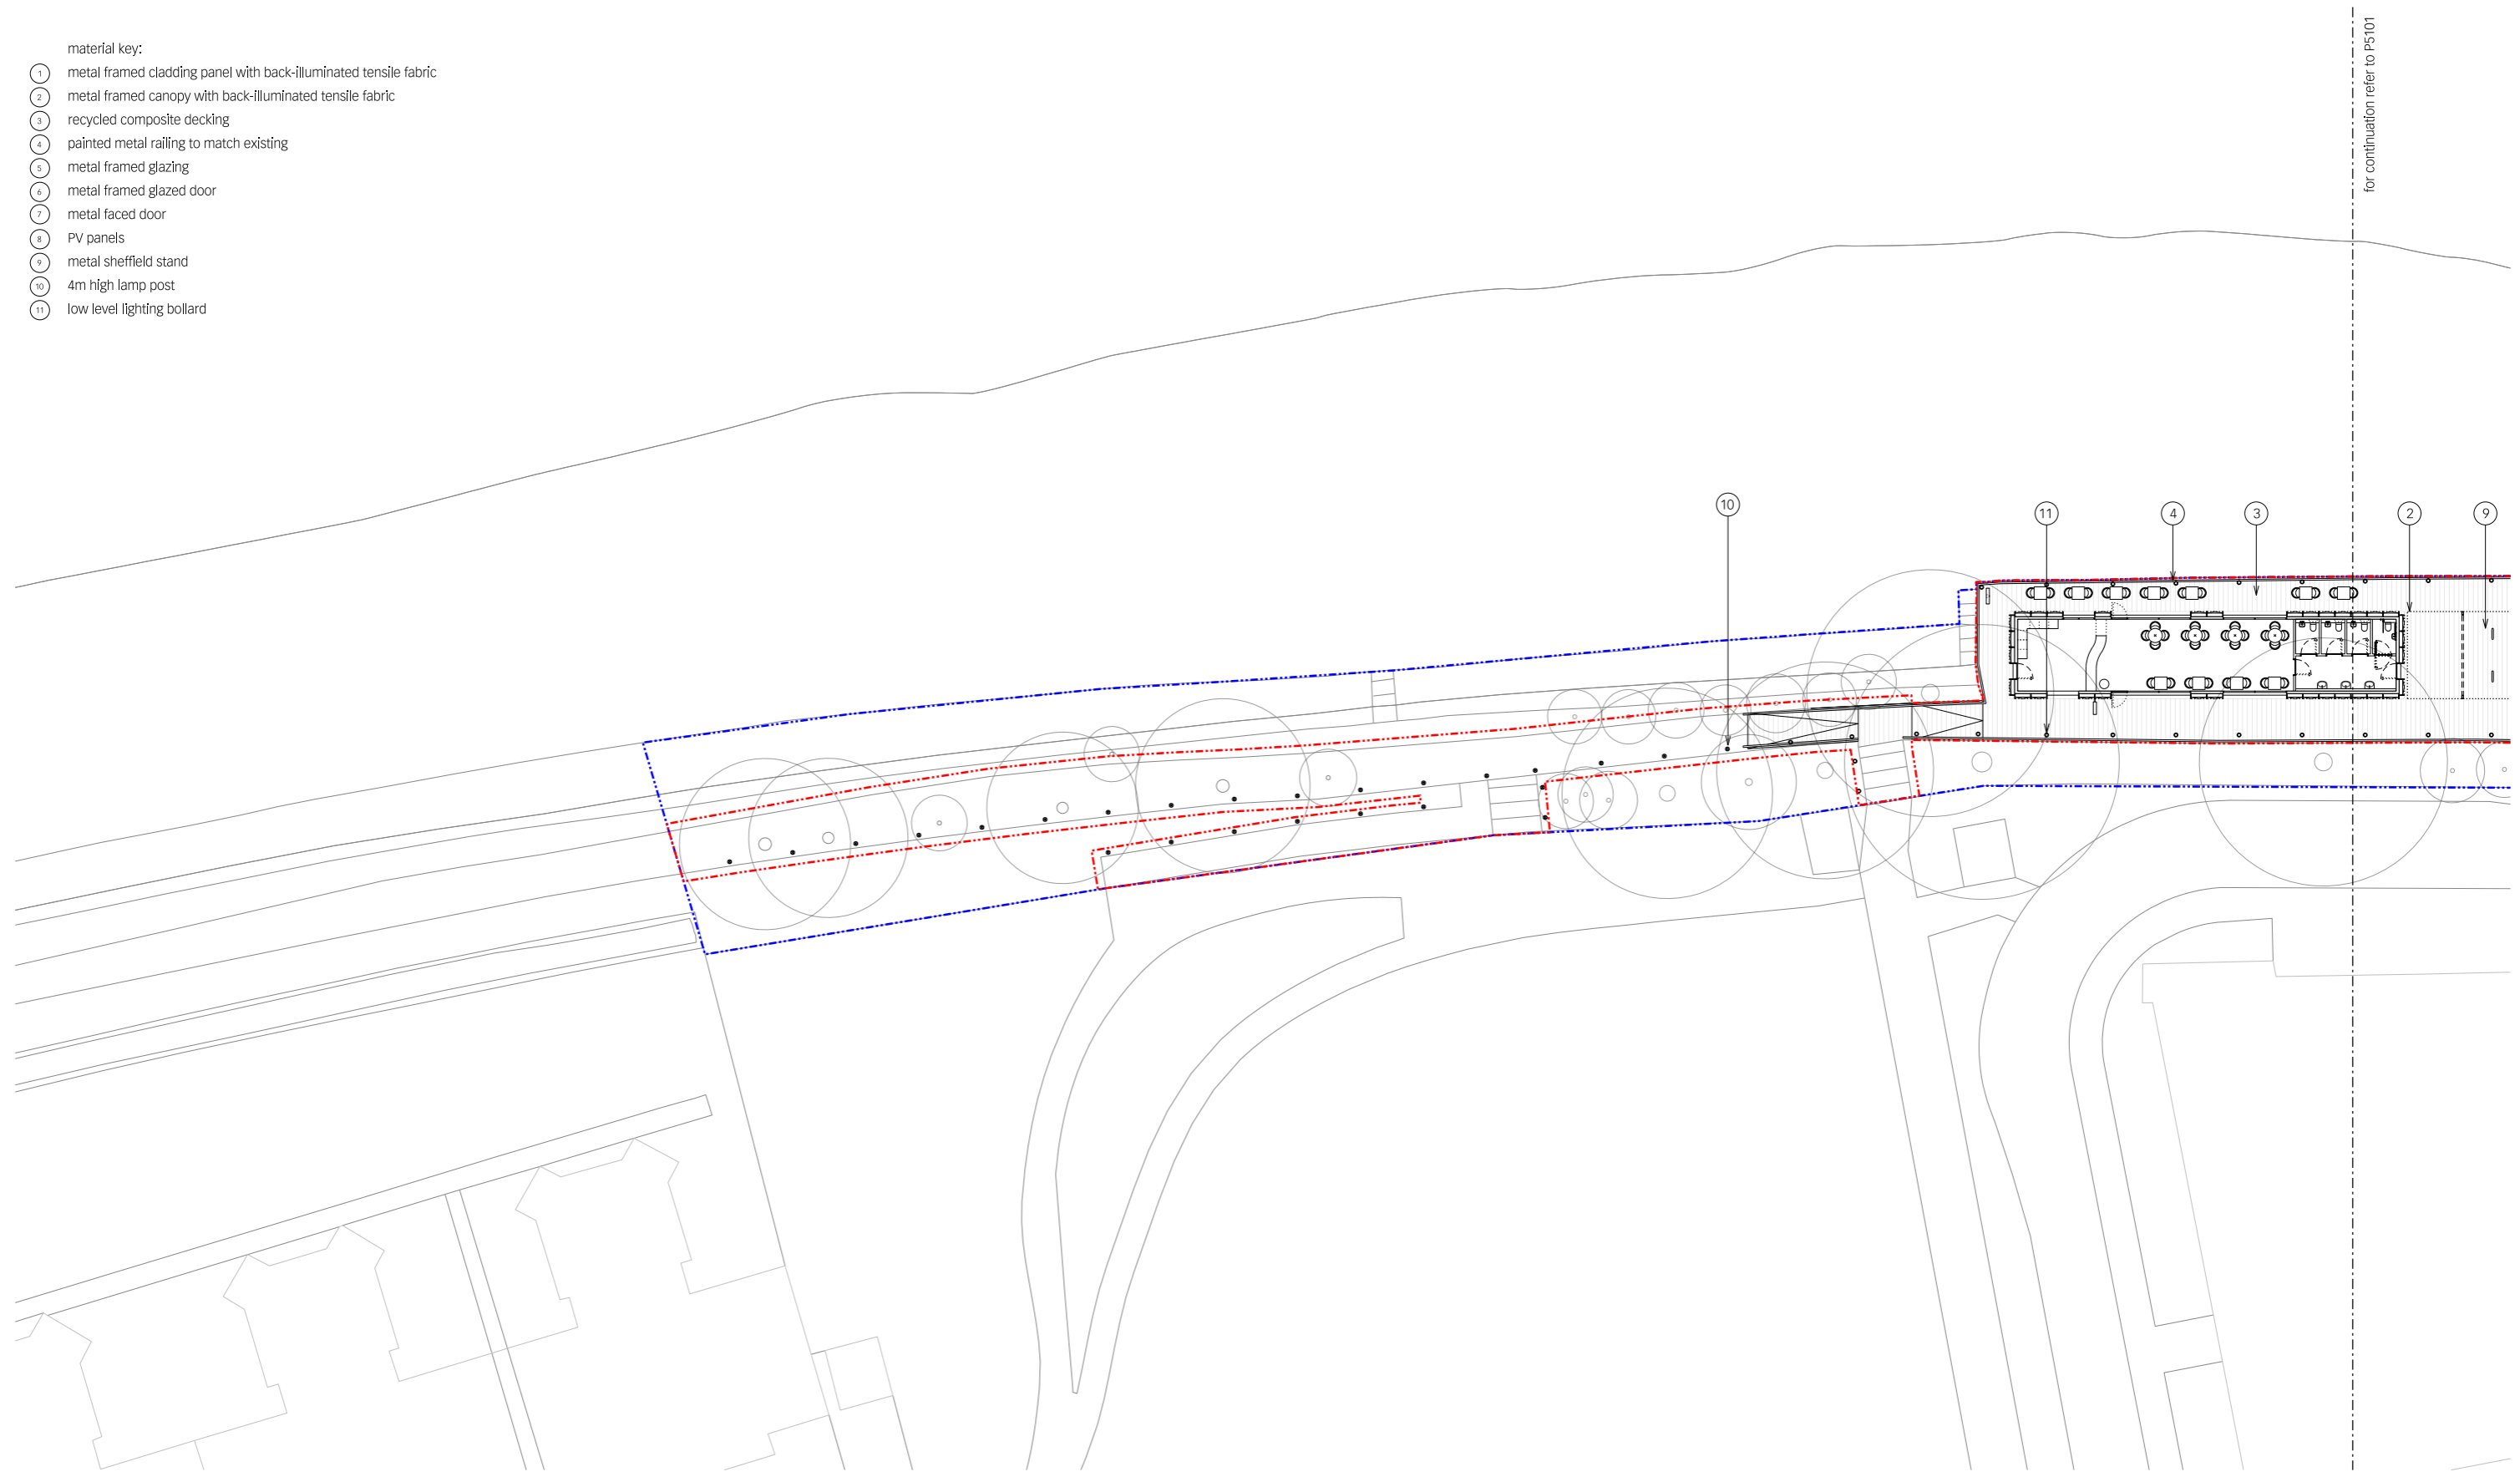 material key:
1 metal framed cladding panel with back-illuminated tensile fabric
2 metal framed canopy with back-illuminated tensile fabric
3 recycled composite decking
4 painted metal railing to match existing
5 metal framed glazing
6 metal framed glazed door
7 metal faced door
8 PV panels
9 metal sheffield stand
10 4m high lamp post
11 low level lighting bollard
for continuation refer to P5101
10
11
4
3
2
9